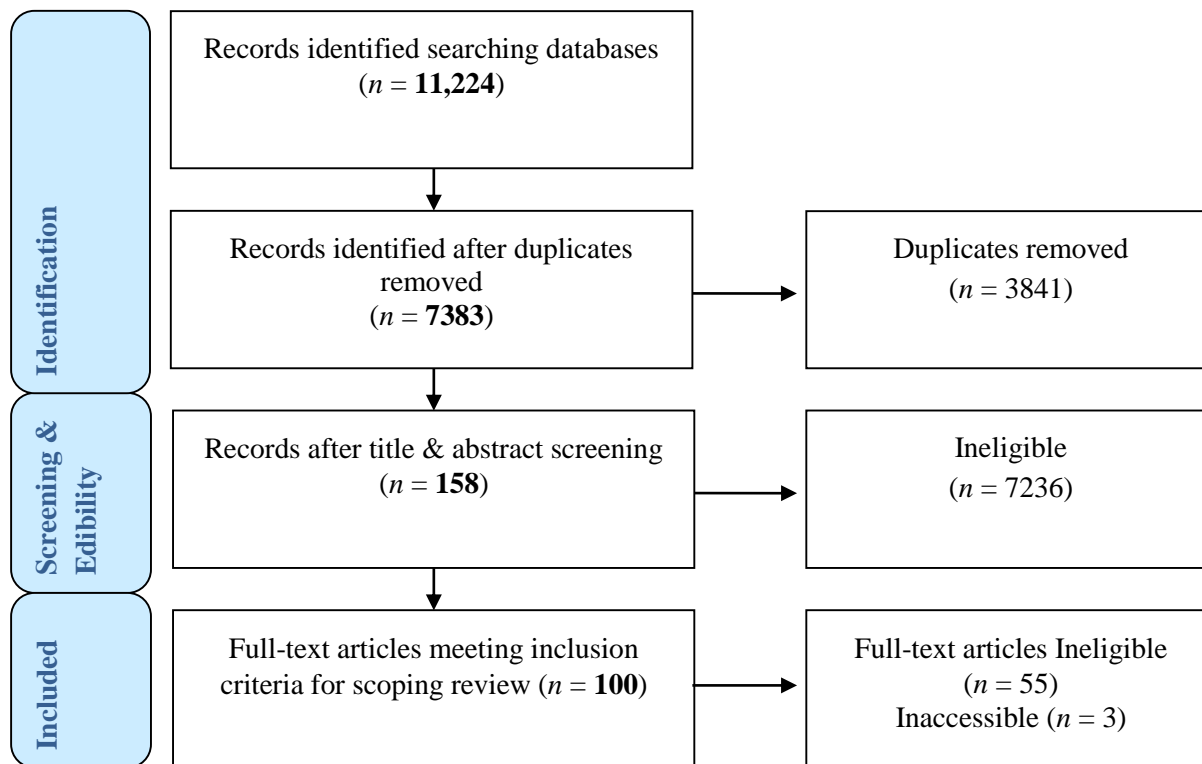 Identification
Records identified searching databases
(n = 11,224)
Records identified after duplicates
removed
(n = 7383)
Duplicates removed
(n = 3841)
Screening &
Edibility
Records after title & abstract screening
(n = 158)
Ineligible
(n = 7236)
Included
Full-text articles meeting inclusion
criteria for scoping review (n = 100)
Full-text articles Ineligible
(n = 55)
Inaccessible (n = 3)